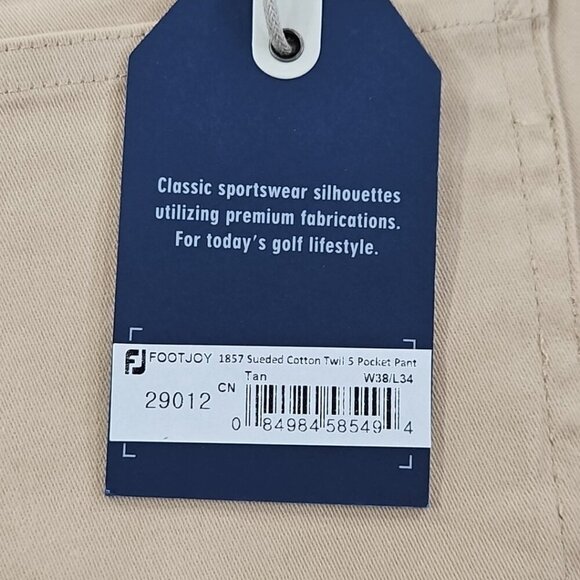 Classic sportswear silhouettes
utilizing premium fabrications.
For today's golf lifestyle.
FJ FOOTJOY 1857 Sueded Cotton Twill 5 Pocket Pant
Tan W38/L34
29012 CN
0 84984 58549 4